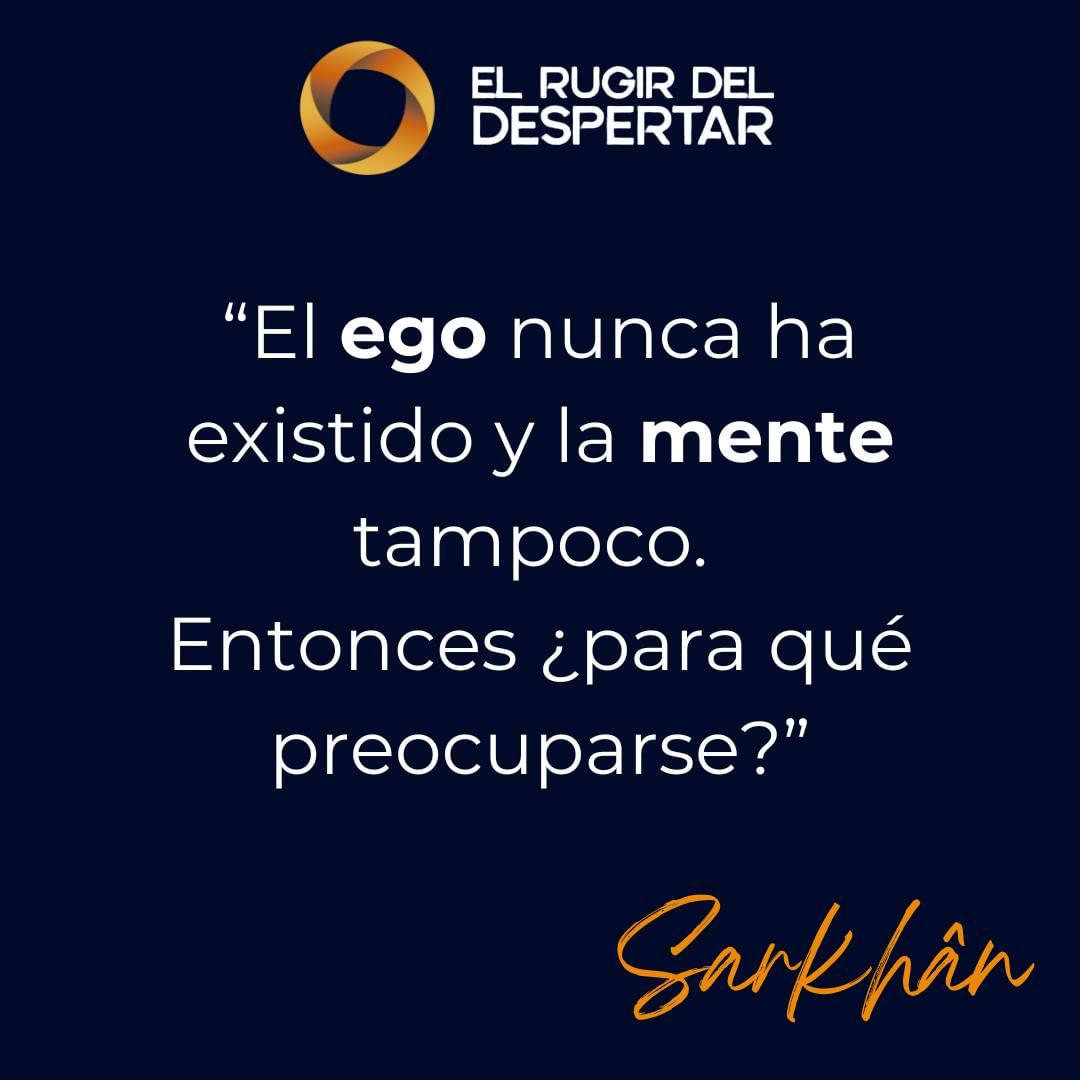 EL RUGIR DEL
DESPERTAR
“El ego nunca ha
existido y la mente
tampoco.
Entonces ¿para qué
preocuparse?”
Sarkhân